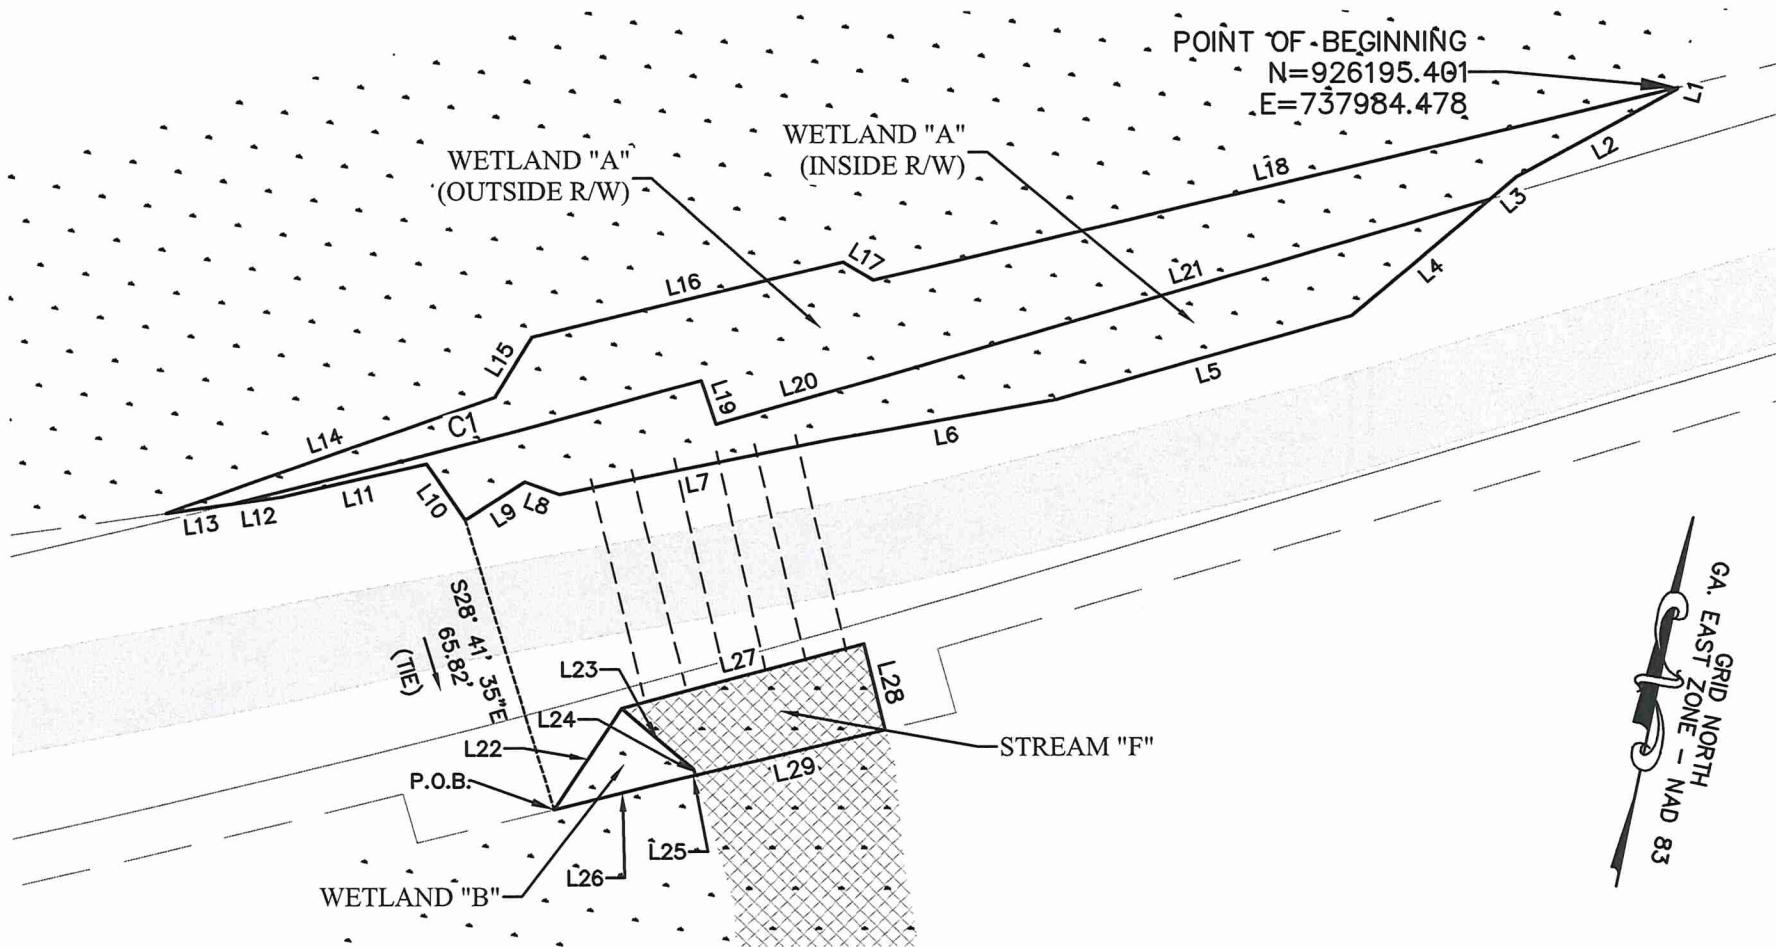 POINT OF BEGINNING
N=926195.401
E=737984.478
L1
WETLAND "A"
(INSIDE R/W)
WETLAND "A"
(OUTSIDE R/W)
L2
L18
L3
L17
L4
L21
L16
L15
L5
L20
L19
C1
L14
L6
L7
L11
L10
L9
L8
L12
L13
S28° 41' 35"E
65.82'
(TIE)
L23
L27
L28
L24
L22
STREAM "F"
P.O.B.
L29
L25
L26
WETLAND "B"
GRID NORTH
GA. EAST ZONE - NAD 83